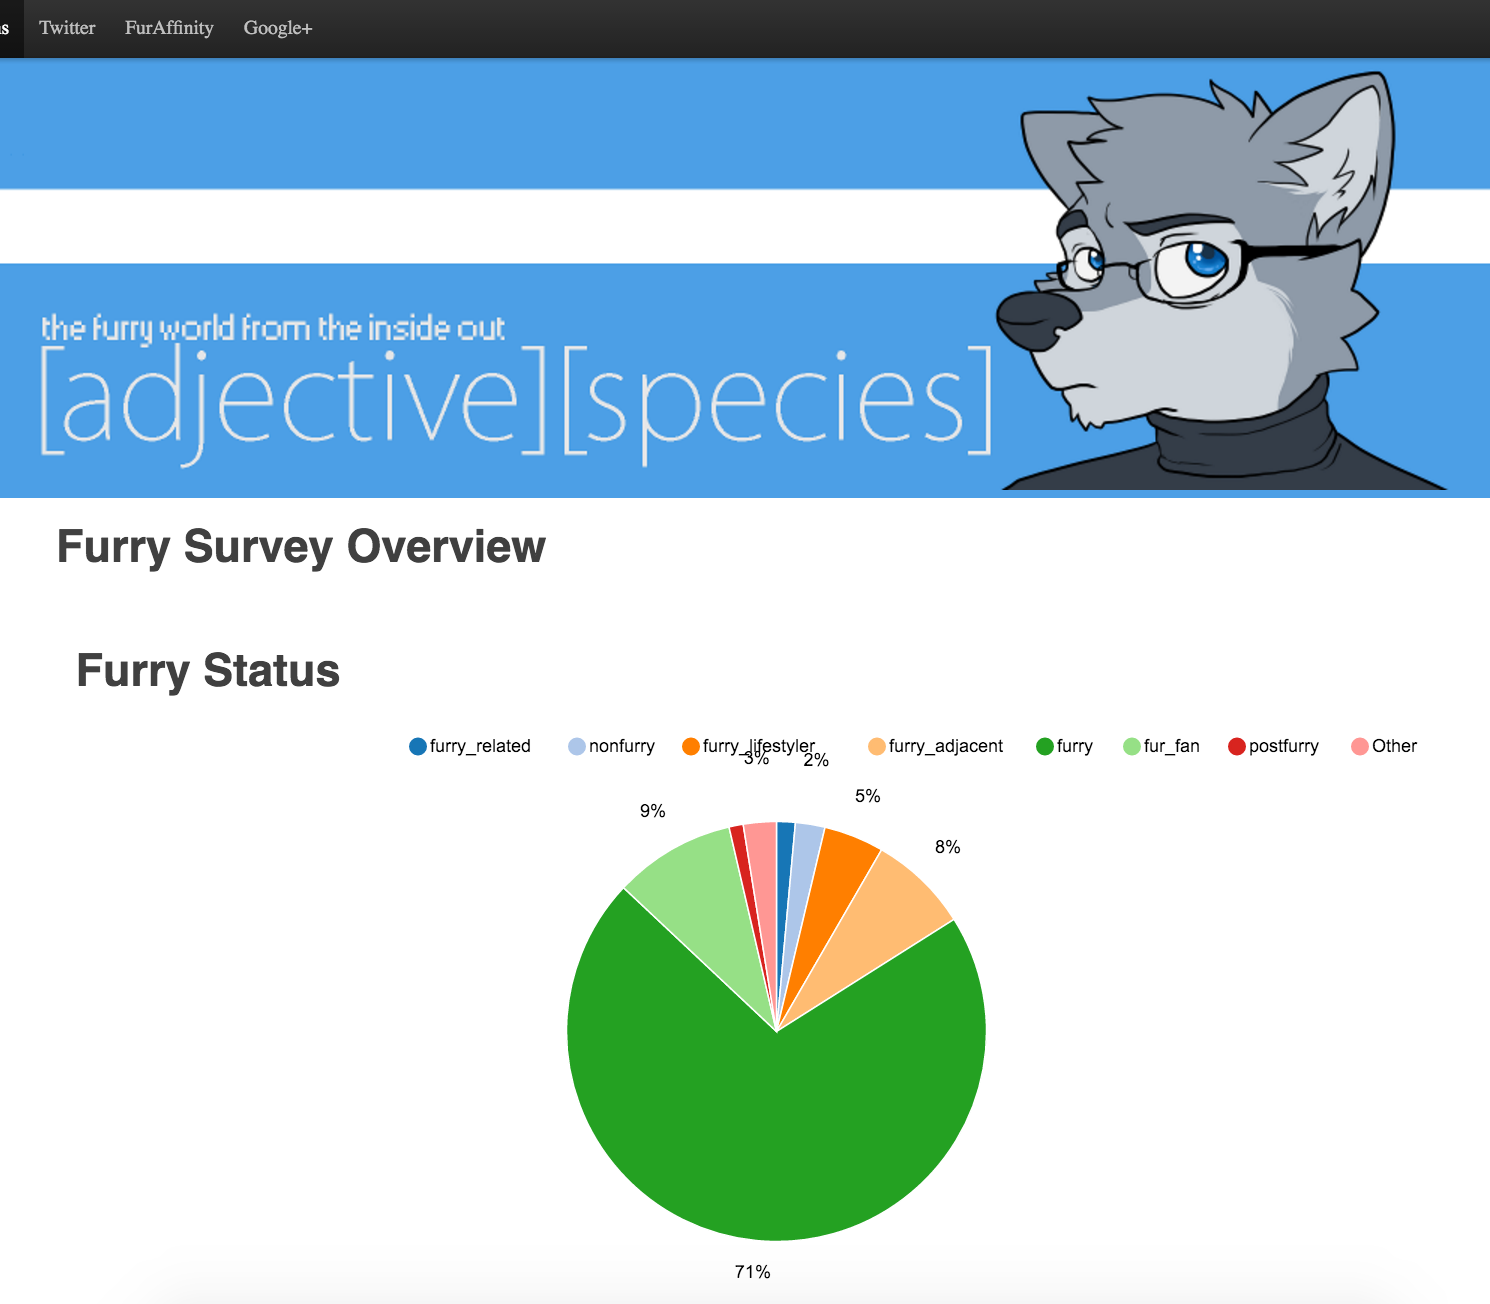 s Twitter FurAffinity Google+
the furry world from the inside out
[adjective][species]
Furry Survey Overview
Furry Status
furry_related nonfurry furry_lifestyler furry_adjacent furry fur_fan postfurry Other
3% 2%
5%
9%
8%
71%